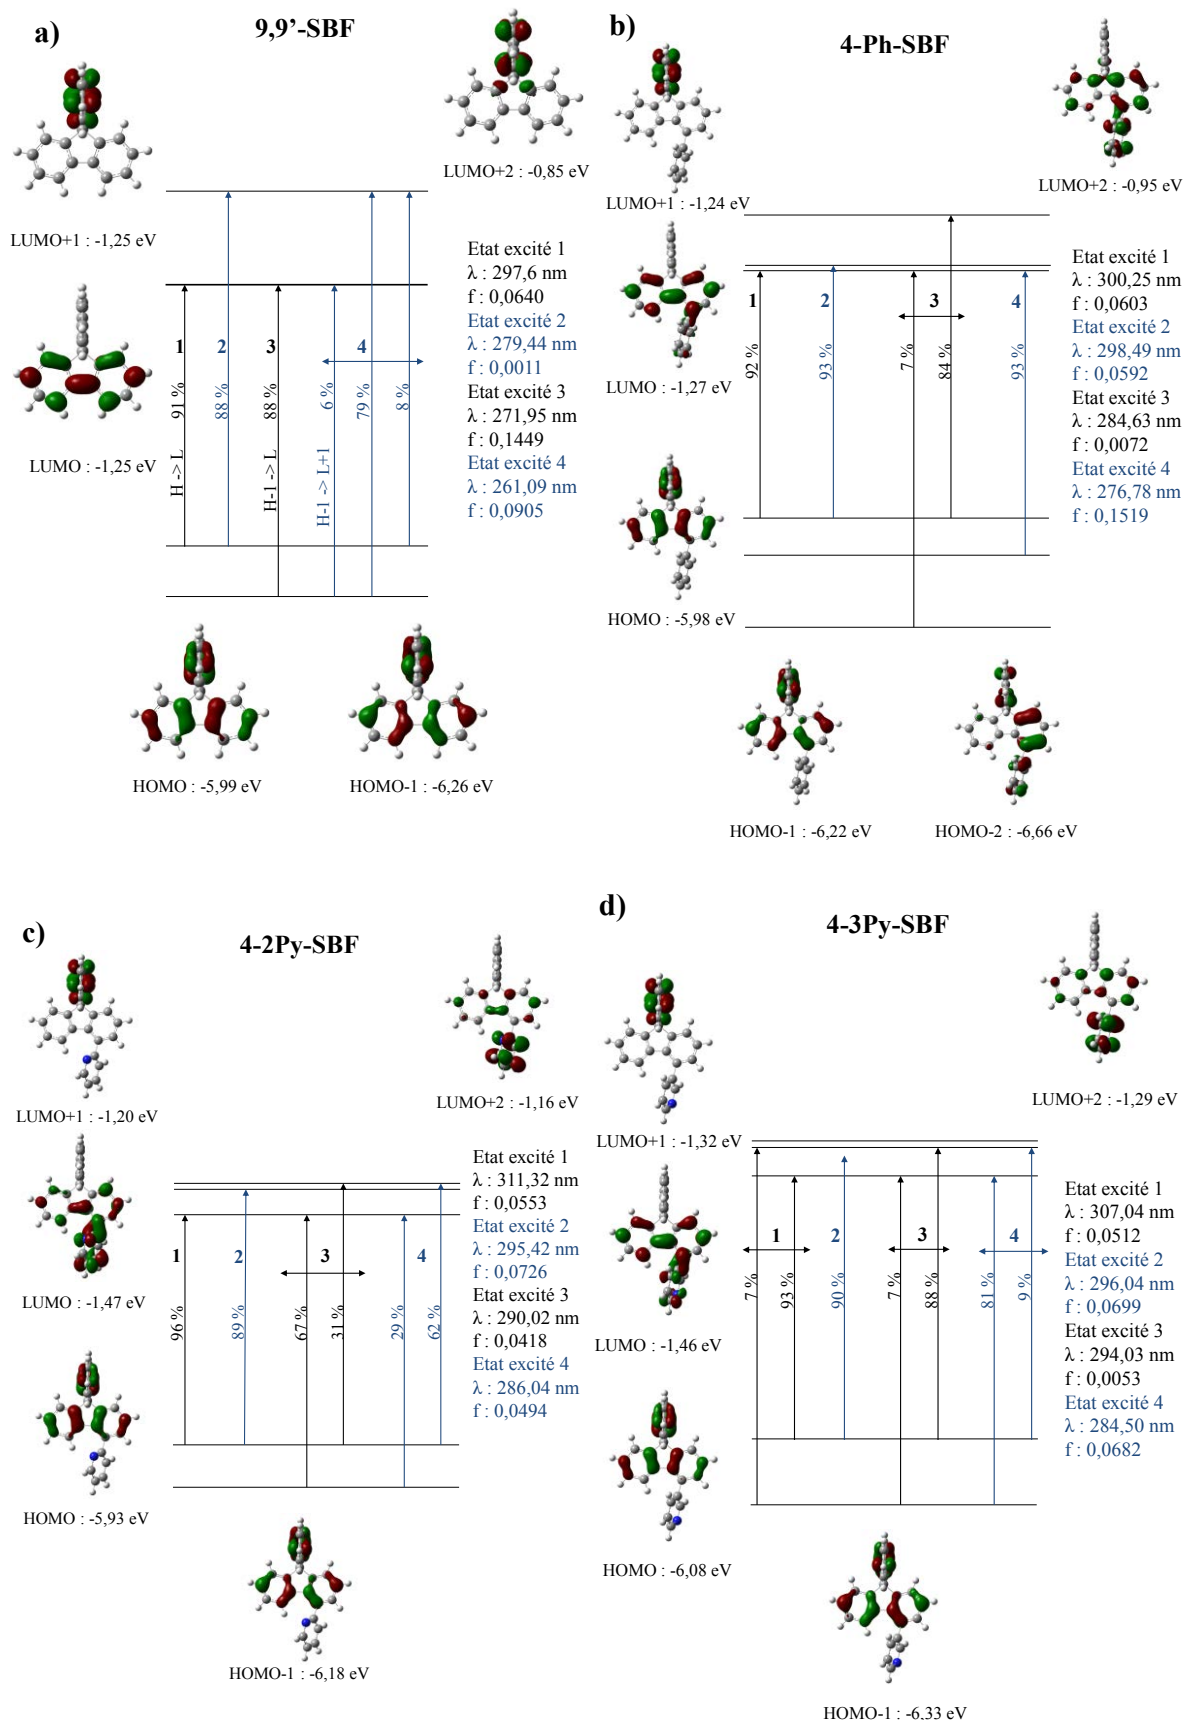 a)
9,9’-SBF
LUMO+2 : -0,85 eV
LUMO+1 : -1,25 eV
LUMO : -1,25 eV
1
2
3
4
91 %
88 %
88 %
6 %
79 %
8 %
H -> L
H-1 -> L
H-1 -> L+1
Etat excité 1
λ : 297,6 nm
f : 0,0640
Etat excité 2
λ : 279,44 nm
f : 0,0011
Etat excité 3
λ : 271,95 nm
f : 0,1449
Etat excité 4
λ : 261,09 nm
f : 0,0905
HOMO : -5,99 eV
HOMO-1 : -6,26 eV
b)
4-Ph-SBF
LUMO+1 : -1,24 eV
LUMO+2 : -0,95 eV
LUMO : -1,27 eV
1
2
3
4
92 %
93 %
7 %
84 %
93 %
Etat excité 1
λ : 300,25 nm
f : 0,0603
Etat excité 2
λ : 298,49 nm
f : 0,0592
Etat excité 3
λ : 284,63 nm
f : 0,0072
Etat excité 4
λ : 276,78 nm
f : 0,1519
HOMO : -5,98 eV
HOMO-1 : -6,22 eV
HOMO-2 : -6,66 eV
c)
4-2Py-SBF
LUMO+1 : -1,20 eV
LUMO+2 : -1,16 eV
LUMO : -1,47 eV
1
2
3
4
96 %
89 %
67 %
31 %
29 %
62 %
Etat excité 1
λ : 311,32 nm
f : 0,0553
Etat excité 2
λ : 295,42 nm
f : 0,0726
Etat excité 3
λ : 290,02 nm
f : 0,0418
Etat excité 4
λ : 286,04 nm
f : 0,0494
HOMO : -5,93 eV
HOMO-1 : -6,18 eV
d)
4-3Py-SBF
LUMO+2 : -1,29 eV
LUMO+1 : -1,32 eV
LUMO : -1,46 eV
1
2
3
4
7 %
93 %
90 %
7 %
88 %
81 %
9 %
Etat excité 1
λ : 307,04 nm
f : 0,0512
Etat excité 2
λ : 296,04 nm
f : 0,0699
Etat excité 3
λ : 294,03 nm
f : 0,0053
Etat excité 4
λ : 284,50 nm
f : 0,0682
HOMO : -6,08 eV
HOMO-1 : -6,33 eV